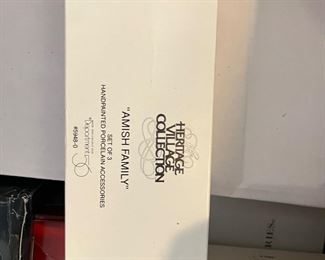 HERITAGE
VILLAGE
COLLECTION
"AMISH FAMILY"
SET OF 3
HANDPAINTED PORCELAIN ACCESSORIES
Department 56
#5948-0